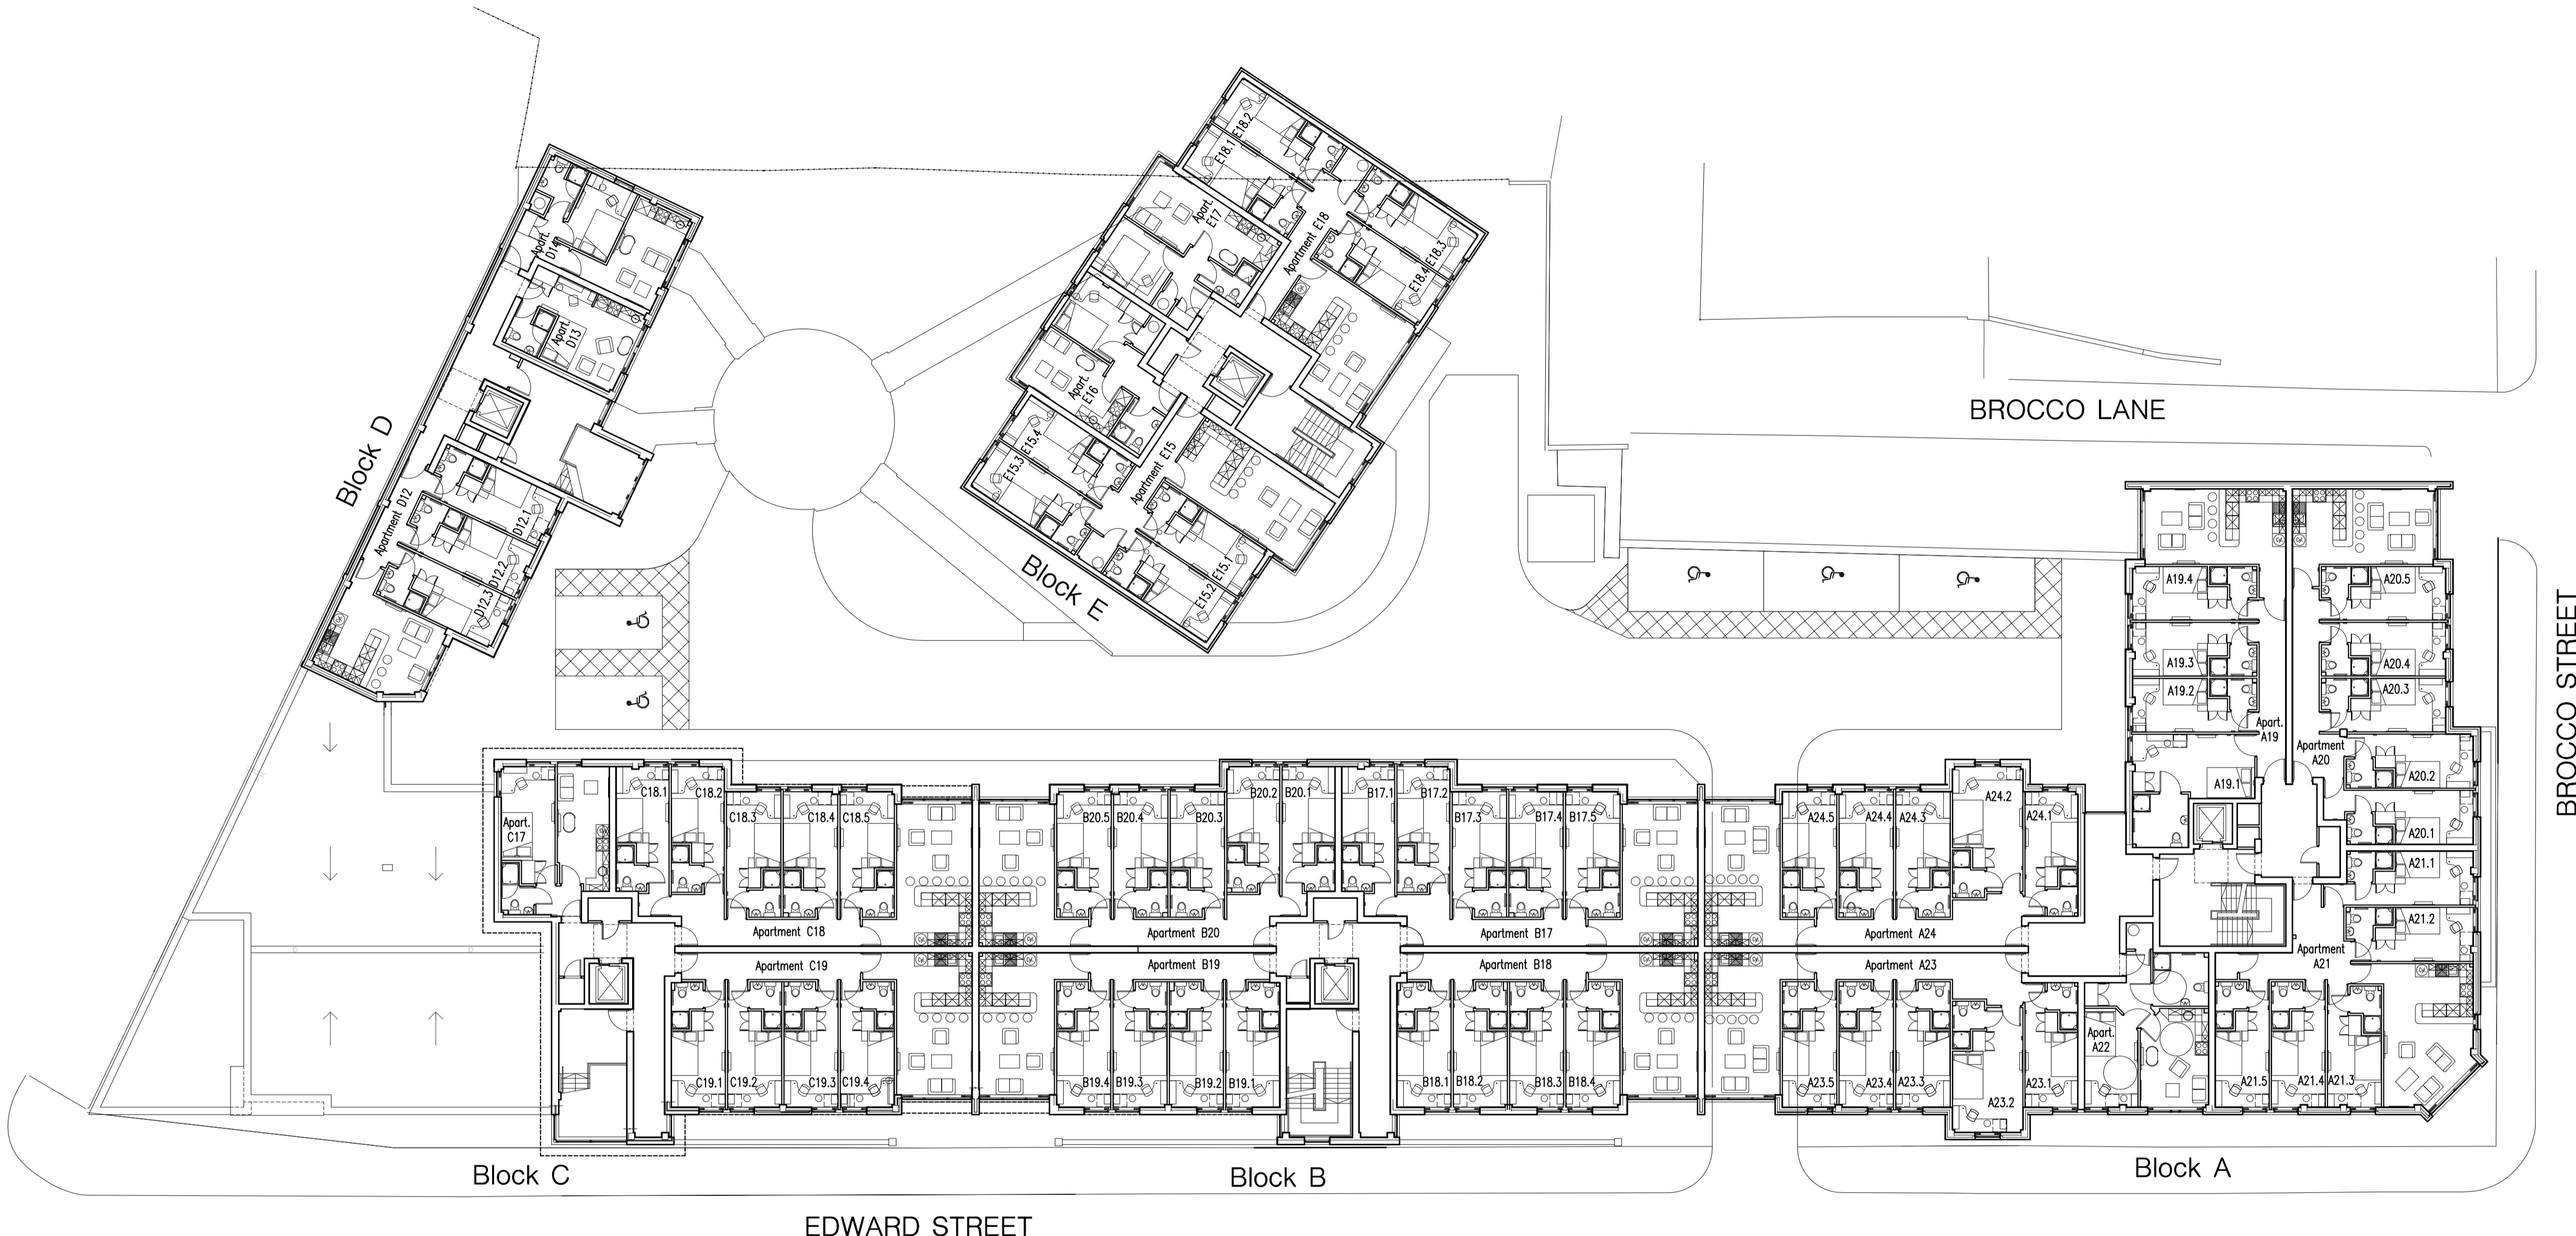 E18.2
E18.1
Apart.
E17
Apartment E18
E18.3
E18.4
Apart.
D14
Apart.
D13
Apart.
E16
BROCCO LANE
Block D
E15.4
E15.3
Apartment E15
E15.1
E15.2
Block E
Apartment D12
D12.1
D12.2
D12.3
BROCCO STREET
A19.4
A20.5
A19.3
A20.4
A19.2
A20.3
Apart.
A19
Apartment
A20
A19.1
A20.2
A20.1
A21.1
A21.2
Apartment
A21
Apart.
C17
C18.1
C18.2
C18.3
C18.4
C18.5
B20.5
B20.4
B20.3
B20.2
B20.1
B17.1
B17.2
B17.3
B17.4
B17.5
A24.5
A24.4
A24.3
A24.2
A24.1
Apartment C18
Apartment B20
Apartment B17
Apartment A24
Apartment C19
Apartment B19
Apartment B18
Apartment A23
C19.1
C19.2
C19.3
C19.4
B19.4
B19.3
B19.2
B19.1
B18.1
B18.2
B18.3
B18.4
A23.5
A23.4
A23.3
A23.2
A23.1
Apart.
A22
A21.5
A21.4
A21.3
Block C
Block B
Block A
EDWARD STREET